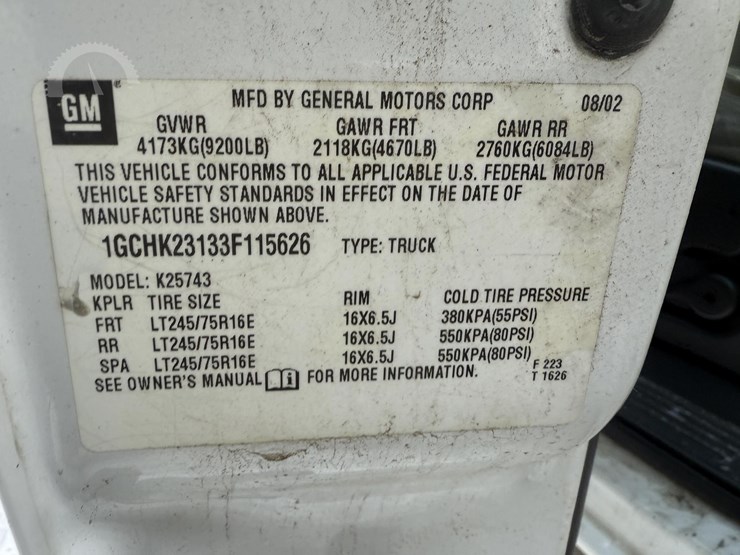 GM
MFD BY GENERAL MOTORS CORP 08/02
GVWR GAWR FRT GAWR RR
4173KG(9200LB) 2118KG(4670LB) 2760KG(6084LB)
THIS VEHICLE CONFORMS TO ALL APPLICABLE U.S. FEDERAL MOTOR
VEHICLE SAFETY STANDARDS IN EFFECT ON THE DATE OF
MANUFACTURE SHOWN ABOVE.
1GCHK23133F115626 TYPE: TRUCK
MODEL: K25743
KPLR TIRE SIZE RIM COLD TIRE PRESSURE
FRT LT245/75R16E 16X6.5J 380KPA(55PSI)
RR LT245/75R16E 16X6.5J 550KPA(80PSI)
SPA LT245/75R16E 16X6.5J 550KPA(80PSI)
SEE OWNER'S MANUAL i FOR MORE INFORMATION.
F 223
T 1626